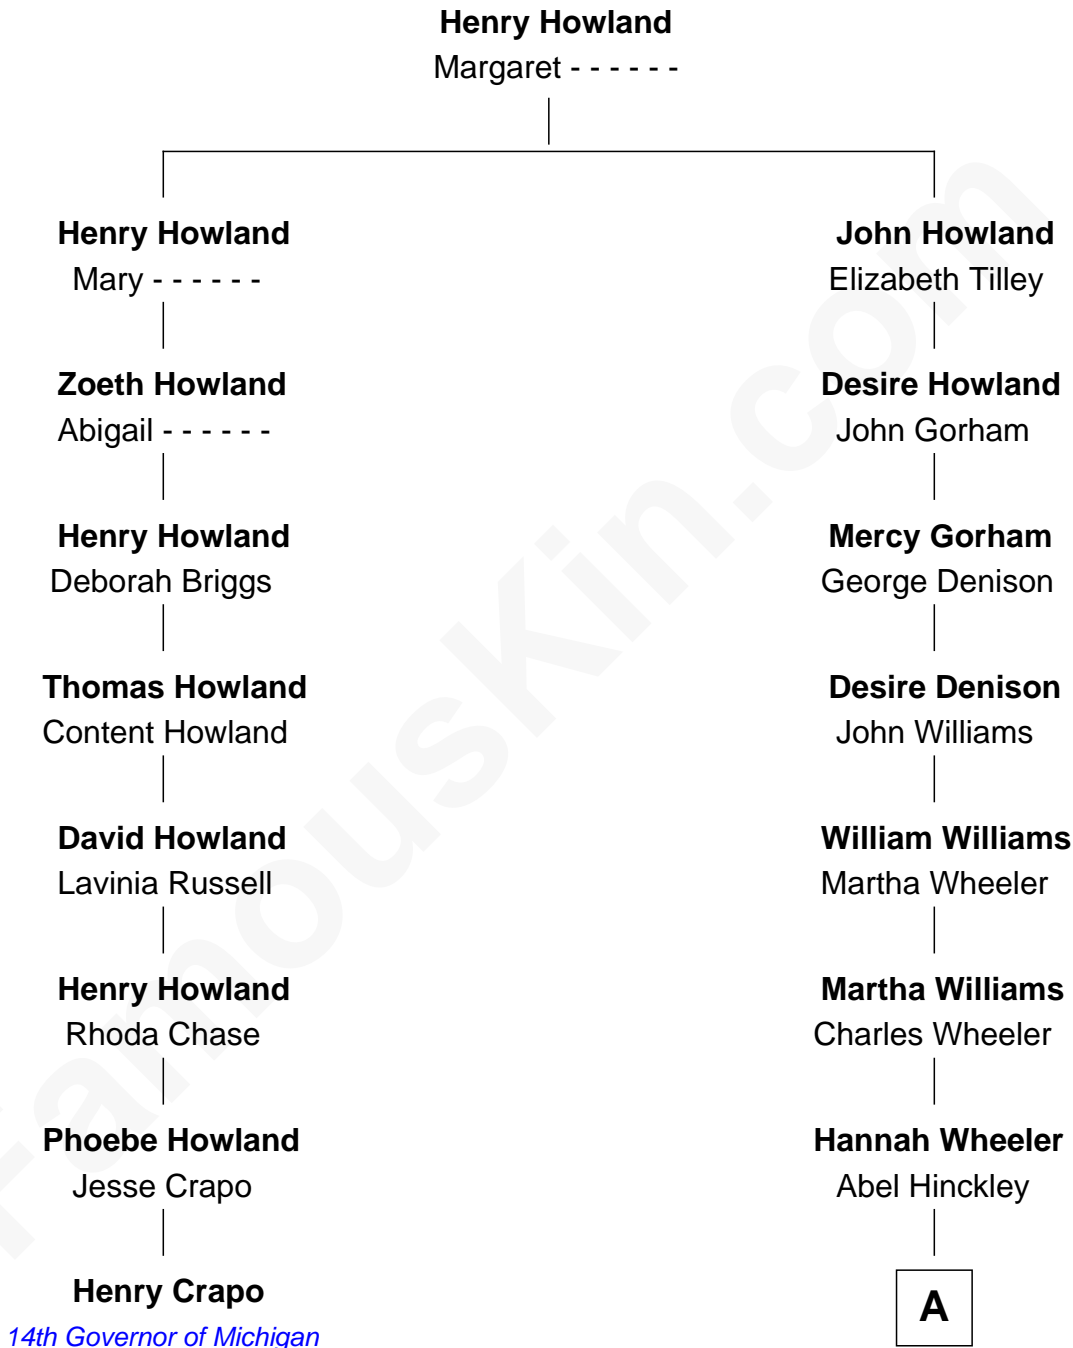 Henry Howland
Margaret - - - - - -
Henry Howland
Mary - - - - - -
John Howland
Elizabeth Tilley
Zoeth Howland
Abigail - - - - - -
Desire Howland
John Gorham
Henry Howland
Deborah Briggs
Mercy Gorham
George Denison
Thomas Howland
Content Howland
Desire Denison
John Williams
David Howland
Lavinia Russell
William Williams
Martha Wheeler
Henry Howland
Rhoda Chase
Martha Williams
Charles Wheeler
Phoebe Howland
Jesse Crapo
Hannah Wheeler
Abel Hinckley
Henry Crapo
14th Governor of Michigan
A
FamousKin.com